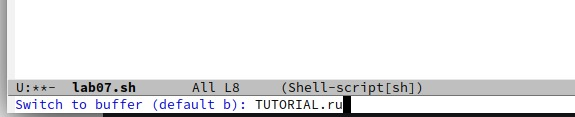 U:**-  lab07.sh       All L8     (Shell-script[sh])
Switch to buffer (default b): TUTORIAL.ru